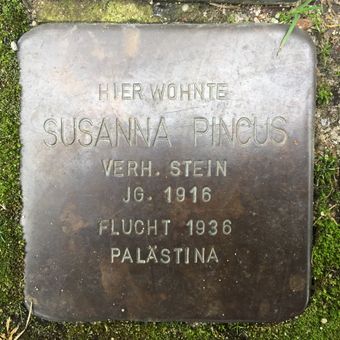 HIER WOHNTE
SUSANNA PINCUS
VERH. STEIN
JG. 1916
FLUCHT 1936
PALÄSTINA